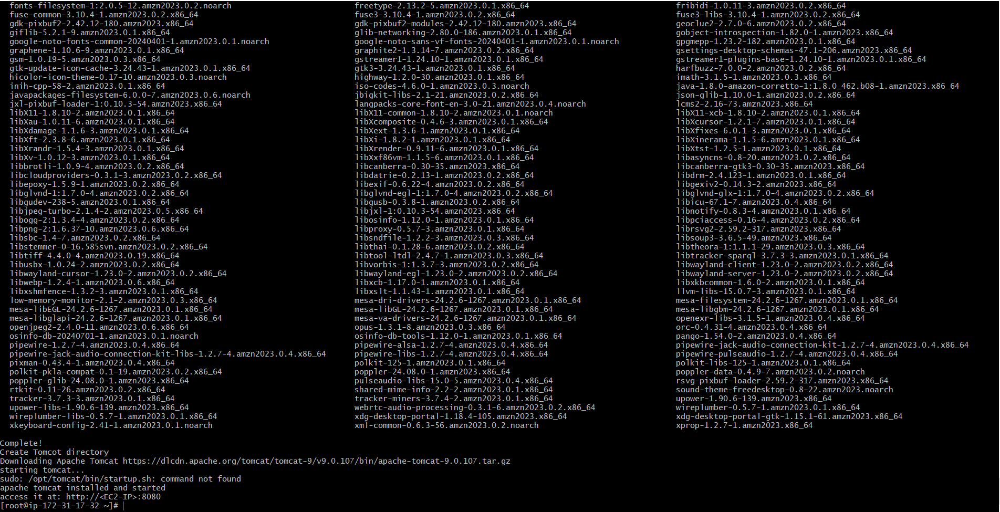 fonts-filesystem-1:2.0.5-12.amzn2023.0.2.noarch freetype-2.13.2-5.amzn2023.0.1.x86_64 fribidi-1.0.11-3.amzn2023.0.2.x86_64
fuse-common-3.10.4-1.amzn2023.0.2.x86_64 fuse3-3.10.4-1.amzn2023.0.2.x86_64 fuse3-libs-3.10.4-1.amzn2023.0.2.x86_64
gdk-pixbuf2-2.42.12-180.amzn2023.x86_64 gdk-pixbuf2-modules-2.42.12-180.amzn2023.x86_64 geoclue2-2.7.0-6.amzn2023.0.2.x86_64
giflib-5.2.1-9.amzn2023.0.1.x86_64 glib-networking-2.80.0-186.amzn2023.0.1.x86_64 gobject-introspection-1.82.0-1.amzn2023.x86_64
google-noto-fonts-common-20240401-1.amzn2023.0.1.noarch google-noto-sans-vf-fonts-20240401-1.amzn2023.0.1.noarch gpgmepp-1.23.2-182.amzn2023.0.1.x86_64
graphene-1.10.6-9.amzn2023.0.1.x86_64 graphite2-1.3.14-7.amzn2023.0.2.x86_64 gsettings-desktop-schemas-47.1-206.amzn2023.x86_64
gsm-1.0.19-5.amzn2023.0.3.x86_64 gstreamer1-1.24.10-1.amzn2023.0.1.x86_64 gstreamer1-plugins-base-1.24.10-1.amzn2023.0.1.x86_64
gtk-update-icon-cache-3.24.43-1.amzn2023.0.1.x86_64 gtk3-3.24.43-1.amzn2023.0.1.x86_64 harfbuzz-7.0.0-2.amzn2023.0.2.x86_64
hicolor-icon-theme-0.17-10.amzn2023.0.3.noarch highway-1.2.0-30.amzn2023.0.1.x86_64 imath-3.1.5-1.amzn2023.0.3.x86_64
inih-cpp-58-2.amzn2023.0.1.x86_64 iso-codes-4.6.0-1.amzn2023.0.3.noarch java-1.8.0-amazon-corretto-1:1.8.0_462.b08-1.amzn2023.x86_64
javapackages-filesystem-6.0.0-7.amzn2023.0.6.noarch jbigkit-libs-2.1-21.amzn2023.0.2.x86_64 json-glib-1.10.0-1.amzn2023.0.2.x86_64
jxl-pixbuf-loader-1:0.10.3-54.amzn2023.x86_64 langpacks-core-font-en-3.0-21.amzn2023.0.4.noarch lcms2-2.16-73.amzn2023.x86_64
libX11-1.8.10-2.amzn2023.0.1.x86_64 libX11-common-1.8.10-2.amzn2023.0.1.noarch libX11-xcb-1.8.10-2.amzn2023.0.1.x86_64
libXau-1.0.11-6.amzn2023.0.1.x86_64 libXcomposite-0.4.6-3.amzn2023.0.1.x86_64 libXcursor-1.2.1-7.amzn2023.0.1.x86_64
libXdamage-1.1.6-3.amzn2023.0.1.x86_64 libXext-1.3.6-1.amzn2023.0.1.x86_64 libXfixes-6.0.1-3.amzn2023.0.1.x86_64
libXft-2.3.8-6.amzn2023.0.1.x86_64 libXi-1.8.2-1.amzn2023.0.1.x86_64 libXinerama-1.1.5-6.amzn2023.0.1.x86_64
libXrandr-1.5.4-3.amzn2023.0.1.x86_64 libXrender-0.9.11-6.amzn2023.0.1.x86_64 libXtst-1.2.5-1.amzn2023.0.1.x86_64
libXv-1.0.12-3.amzn2023.0.1.x86_64 libXxf86vm-1.1.5-6.amzn2023.0.1.x86_64 libasyncns-0.8-20.amzn2023.0.2.x86_64
libbrotli-1.0.9-4.amzn2023.0.2.x86_64 libcanberra-0.30-35.amzn2023.x86_64 libcanberra-gtk3-0.30-35.amzn2023.x86_64
libcloudproviders-0.3.1-3.amzn2023.0.2.x86_64 libdatrie-0.2.13-1.amzn2023.0.2.x86_64 libdrm-2.4.123-1.amzn2023.0.1.x86_64
libepoxy-1.5.9-1.amzn2023.0.2.x86_64 libexif-0.6.22-4.amzn2023.0.2.x86_64 libgexiv2-0.14.3-2.amzn2023.x86_64
libglvnd-1:1.7.0-4.amzn2023.0.2.x86_64 libglvnd-egl-1:1.7.0-4.amzn2023.0.2.x86_64 libglvnd-glx-1:1.7.0-4.amzn2023.0.2.x86_64
libgudev-238-5.amzn2023.0.1.x86_64 libgusb-0.3.8-1.amzn2023.0.2.x86_64 libicu-67.1-7.amzn2023.0.4.x86_64
libjpeg-turbo-2.1.4-2.amzn2023.0.5.x86_64 libjxl-1:0.10.3-54.amzn2023.x86_64 libnotify-0.8.3-4.amzn2023.0.1.x86_64
libogg-2:1.3.4-4.amzn2023.0.2.x86_64 libosinfo-1.12.0-1.amzn2023.0.1.x86_64 libpciaccess-0.16-4.amzn2023.0.2.x86_64
libpng-2:1.6.37-10.amzn2023.0.6.x86_64 libproxy-0.5.7-3.amzn2023.0.1.x86_64 librsvg2-2.59.2-317.amzn2023.x86_64
libsbc-1.4-7.amzn2023.0.2.x86_64 libsndfile-1.2.2-3.amzn2023.0.3.x86_64 libsoup3-3.6.5-49.amzn2023.x86_64
libstemmer-0-16.585svn.amzn2023.0.2.x86_64 libthai-0.1.28-6.amzn2023.0.2.x86_64 libtheora-1:1.1.1-29.amzn2023.0.3.x86_64
libtiff-4.4.0-4.amzn2023.0.19.x86_64 libtool-ltdl-2.4.7-1.amzn2023.0.3.x86_64 libtracker-sparql-3.7.3-3.amzn2023.0.1.x86_64
libusbx-1.0.24-2.amzn2023.0.2.x86_64 libvorbis-1:1.3.7-3.amzn2023.0.2.x86_64 libwayland-client-1.23.0-2.amzn2023.0.2.x86_64
libwayland-cursor-1.23.0-2.amzn2023.0.2.x86_64 libwayland-egl-1.23.0-2.amzn2023.0.2.x86_64 libwayland-server-1.23.0-2.amzn2023.0.2.x86_64
libwebp-1.2.4-1.amzn2023.0.6.x86_64 libxcb-1.17.0-1.amzn2023.0.1.x86_64 libxkbcommon-1.6.0-2.amzn2023.0.1.x86_64
libxshmfence-1.3.2-3.amzn2023.0.1.x86_64 libxslt-1.1.43-1.amzn2023.0.1.x86_64 llvm-libs-15.0.7-3.amzn2023.0.1.x86_64
low-memory-monitor-2.1-2.amzn2023.0.3.x86_64 mesa-dri-drivers-24.2.6-1267.amzn2023.0.1.x86_64 mesa-filesystem-24.2.6-1267.amzn2023.0.1.x86_64
mesa-libEGL-24.2.6-1267.amzn2023.0.1.x86_64 mesa-libGL-24.2.6-1267.amzn2023.0.1.x86_64 mesa-libgbm-24.2.6-1267.amzn2023.0.1.x86_64
mesa-libglapi-24.2.6-1267.amzn2023.0.1.x86_64 mesa-va-drivers-24.2.6-1267.amzn2023.0.1.x86_64 openexr-libs-3.1.5-1.amzn2023.0.4.x86_64
openjpeg2-2.4.0-11.amzn2023.0.6.x86_64 opus-1.3.1-8.amzn2023.0.3.x86_64 orc-0.4.31-4.amzn2023.0.4.x86_64
osinfo-db-20240701-1.amzn2023.0.1.noarch osinfo-db-tools-1.12.0-1.amzn2023.0.1.x86_64 pango-1.54.0-2.amzn2023.0.4.x86_64
pipewire-1.2.7-4.amzn2023.0.4.x86_64 pipewire-alsa-1.2.7-4.amzn2023.0.4.x86_64 pipewire-jack-audio-connection-kit-1.2.7-4.amzn2023.0.4.x86_64
pipewire-jack-audio-connection-kit-libs-1.2.7-4.amzn2023.0.4.x86_64 pipewire-libs-1.2.7-4.amzn2023.0.4.x86_64 pipewire-pulseaudio-1.2.7-4.amzn2023.0.4.x86_64
pixman-0.43.4-1.amzn2023.0.4.x86_64 polkit-125-1.amzn2023.0.1.x86_64 polkit-libs-125-1.amzn2023.0.1.x86_64
polkit-pkla-compat-0.1-19.amzn2023.0.2.x86_64 poppler-24.08.0-1.amzn2023.x86_64 poppler-data-0.4.9-7.amzn2023.0.2.noarch
poppler-glib-24.08.0-1.amzn2023.x86_64 pulseaudio-libs-15.0-5.amzn2023.0.4.x86_64 rsvg-pixbuf-loader-2.59.2-317.amzn2023.x86_64
rtkit-0.11-26.amzn2023.0.2.x86_64 shared-mime-info-2.2-2.amzn2023.0.1.x86_64 sound-theme-freedesktop-0.8-22.amzn2023.noarch
tracker-3.7.3-3.amzn2023.0.1.x86_64 tracker-miners-3.7.4-2.amzn2023.0.1.x86_64 upower-1.90.6-139.amzn2023.x86_64
upower-libs-1.90.6-139.amzn2023.x86_64 webrtc-audio-processing-0.3.1-6.amzn2023.0.2.x86_64 wireplumber-0.5.7-1.amzn2023.0.1.x86_64
wireplumber-libs-0.5.7-1.amzn2023.0.1.x86_64 xdg-desktop-portal-1.18.4-105.amzn2023.x86_64 xdg-desktop-portal-gtk-1.15.1-61.amzn2023.x86_64
xkeyboard-config-2.41-1.amzn2023.0.1.noarch xml-common-0.6.3-56.amzn2023.0.2.noarch xprop-1.2.7-1.amzn2023.x86_64
Complete!
Create Tomcot directory
Downloading Apache Tomcat https://dlcdn.apache.org/tomcat/tomcat-9/v9.0.107/bin/apache-tomcat-9.0.107.tar.gz
starting tomcat...
sudo: /opt/tomcat/bin/startup.sh: command not found
apache tomcat installed and started
access it at: http://<EC2-IP>:8080
[root@ip-172-31-17-32 ~]#